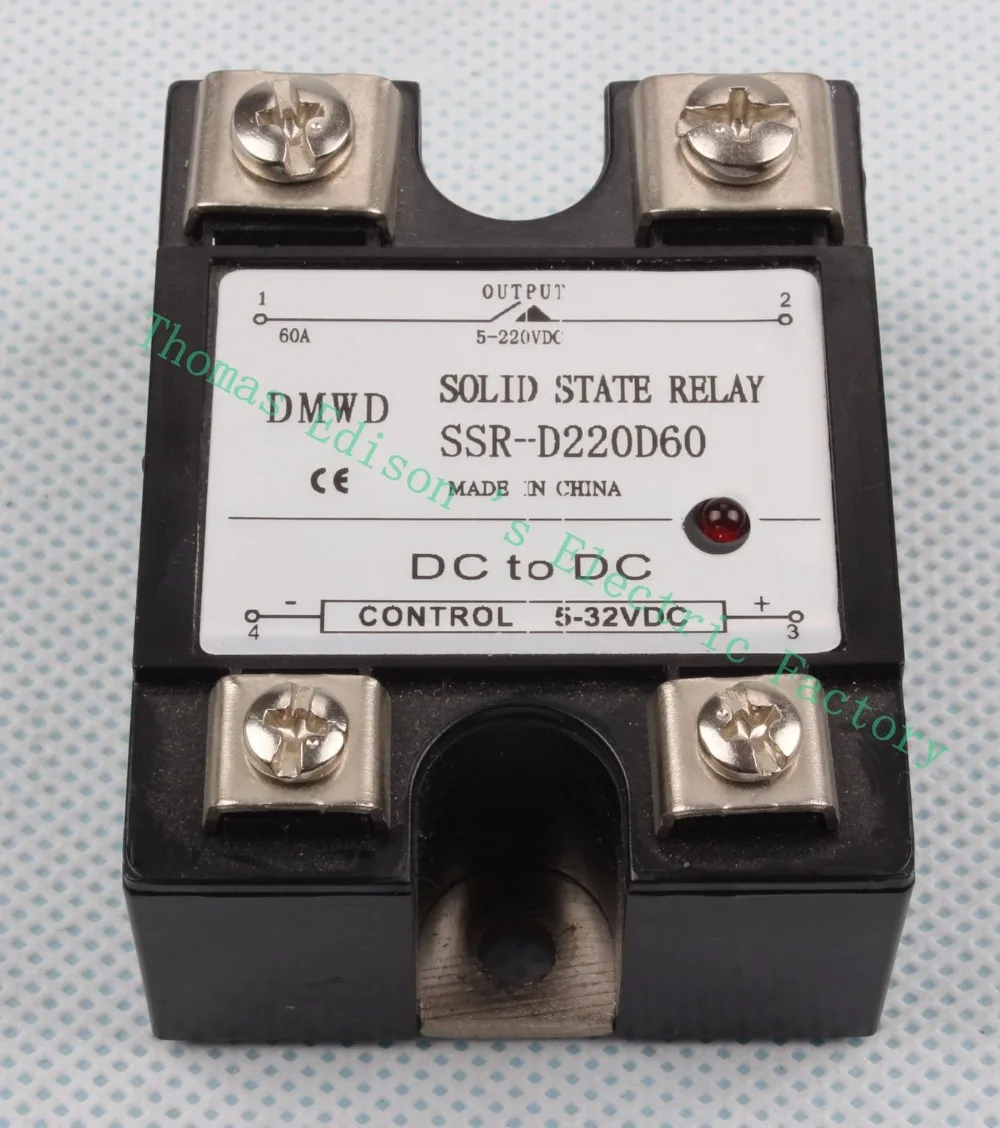 1 OUTPUT 2
60A 5-220VDC
DMWD SOLID STATE RELAY
SSR-D220D60
CE MADE IN CHINA
DC to DC
- CONTROL 5-32VDC +
4 3
Thomas Edison's Electric Factory